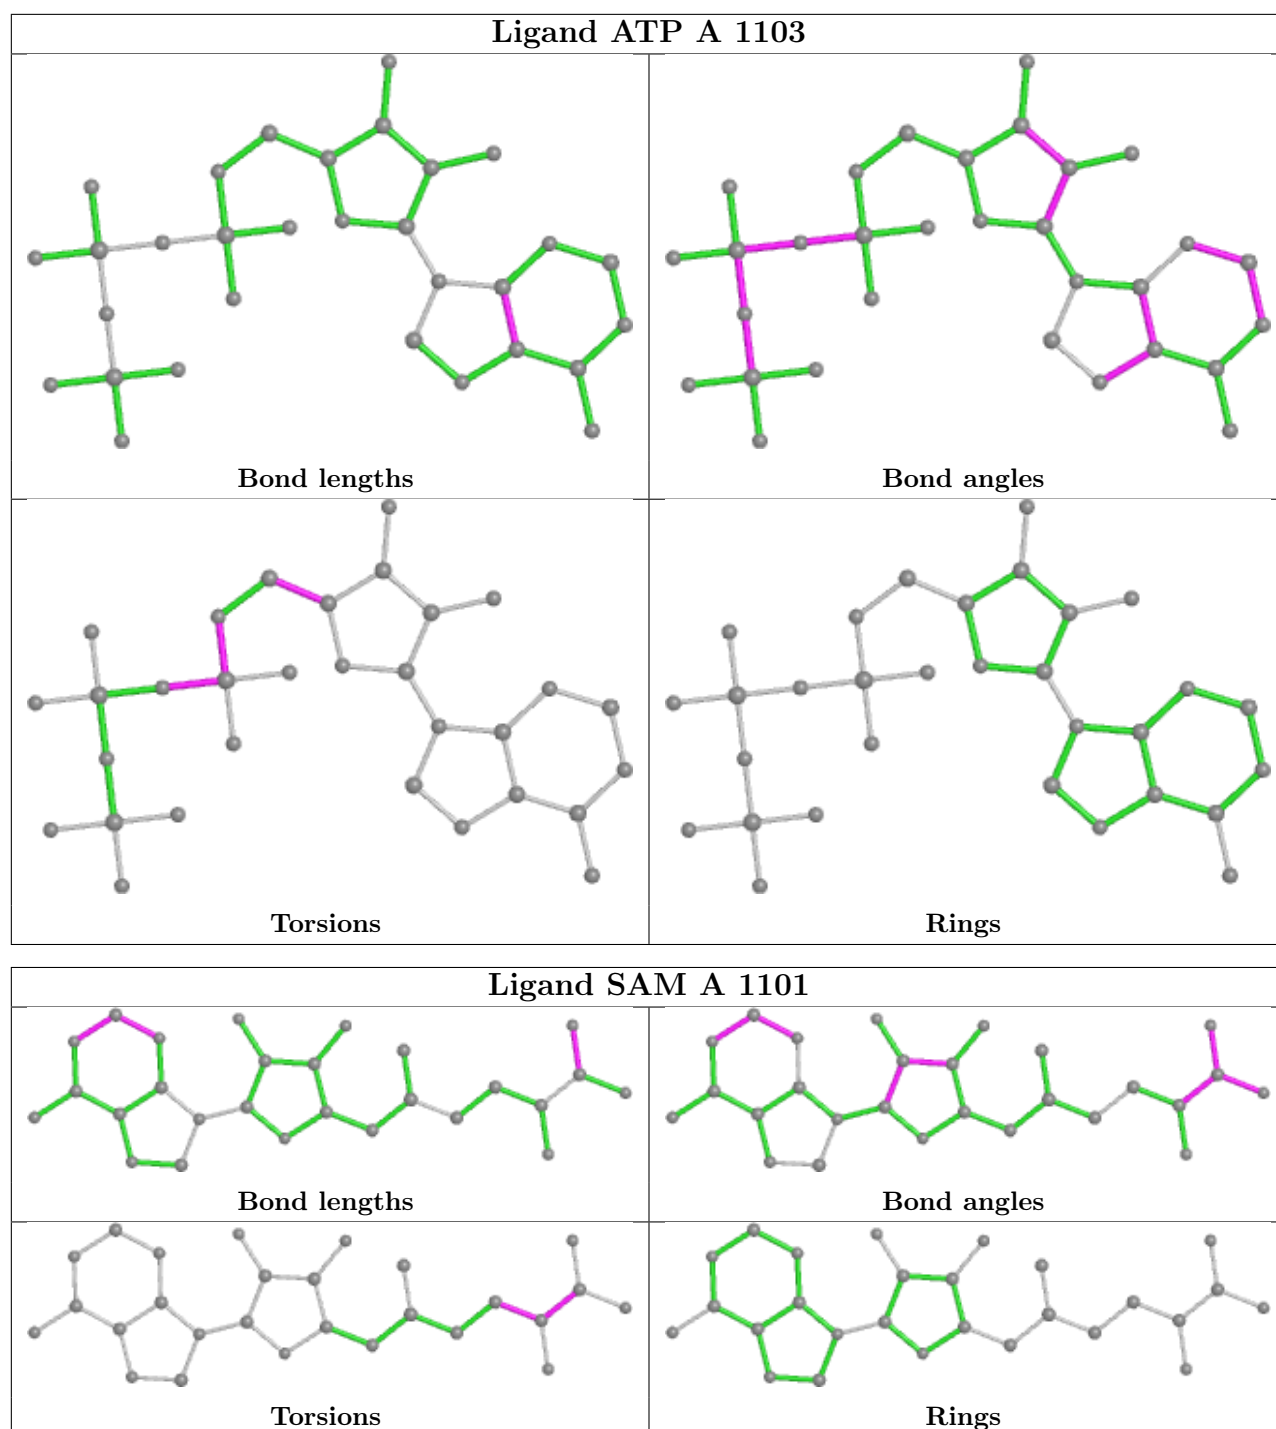 Ligand ATP A 1103
Bond lengths
Bond angles
Torsions
Rings
Ligand SAM A 1101
Bond lengths
Bond angles
Torsions
Rings